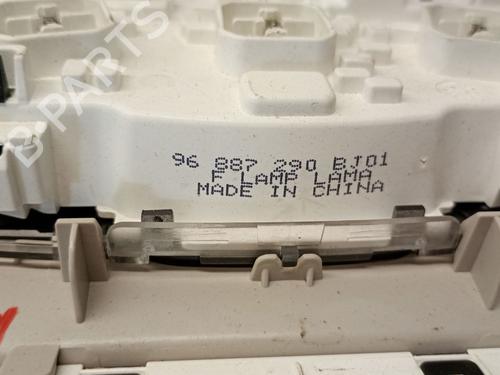 B-PARTS
96 887 290 BJ01
F LAMP LAMA
MADE IN CHINA